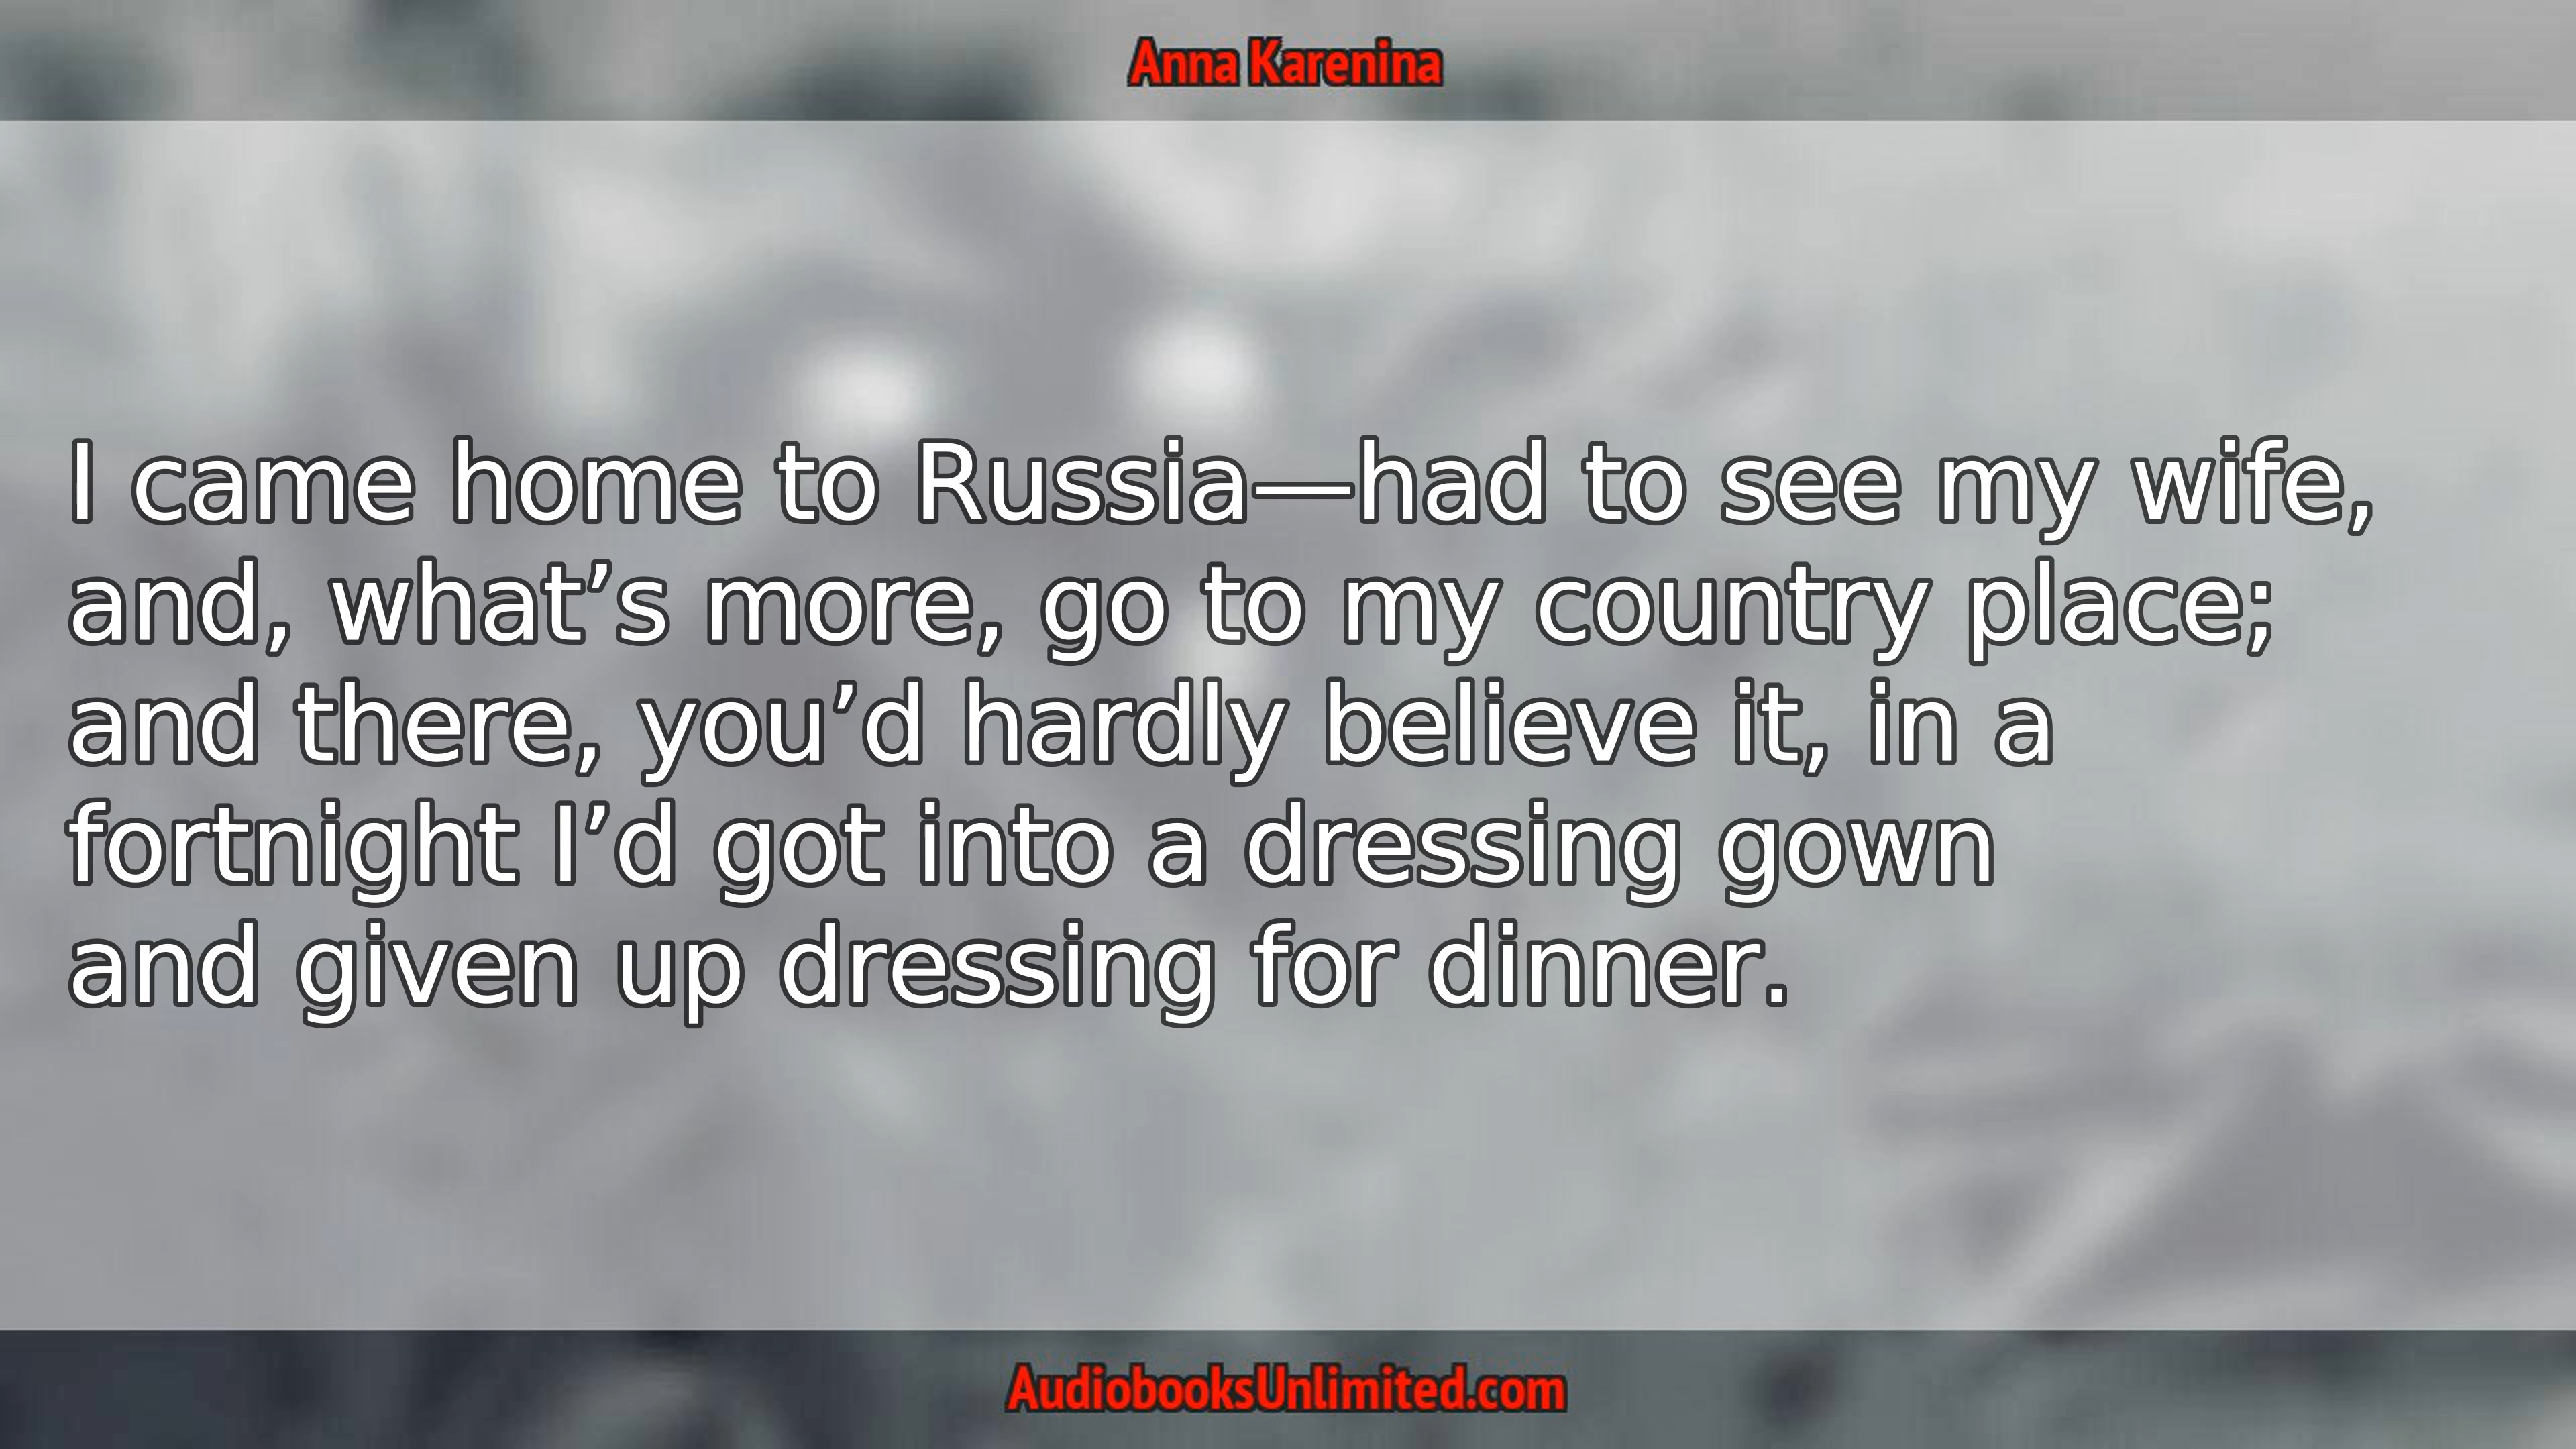 Anna Karenina
I came home to Russia—had to see my wife,
and, what’s more, go to my country place;
and there, you’d hardly believe it, in a
fortnight I’d got into a dressing gown
and given up dressing for dinner.
AudiobooksUnlimited.com